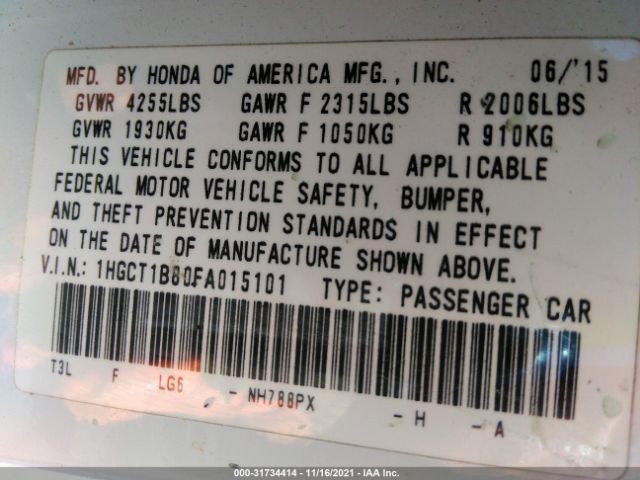 MFD. BY HONDA OF AMERICA MFG., INC. 06/'15
GVWR 4255LBS GAWR F 2315LBS R 2006LBS
GVWR 1930KG GAWR F 1050KG R 910KG
THIS VEHICLE CONFORMS TO ALL APPLICABLE
FEDERAL MOTOR VEHICLE SAFETY, BUMPER,
AND THEFT PREVENTION STANDARDS IN EFFECT
ON THE DATE OF MANUFACTURE SHOWN ABOVE.
V.I.N.: 1HGCT1B80FA015101 TYPE: PASSENGER CAR
T3L F LG6 - NH788PX - H - A
000-31734414 - 11/16/2021 - IAA Inc.